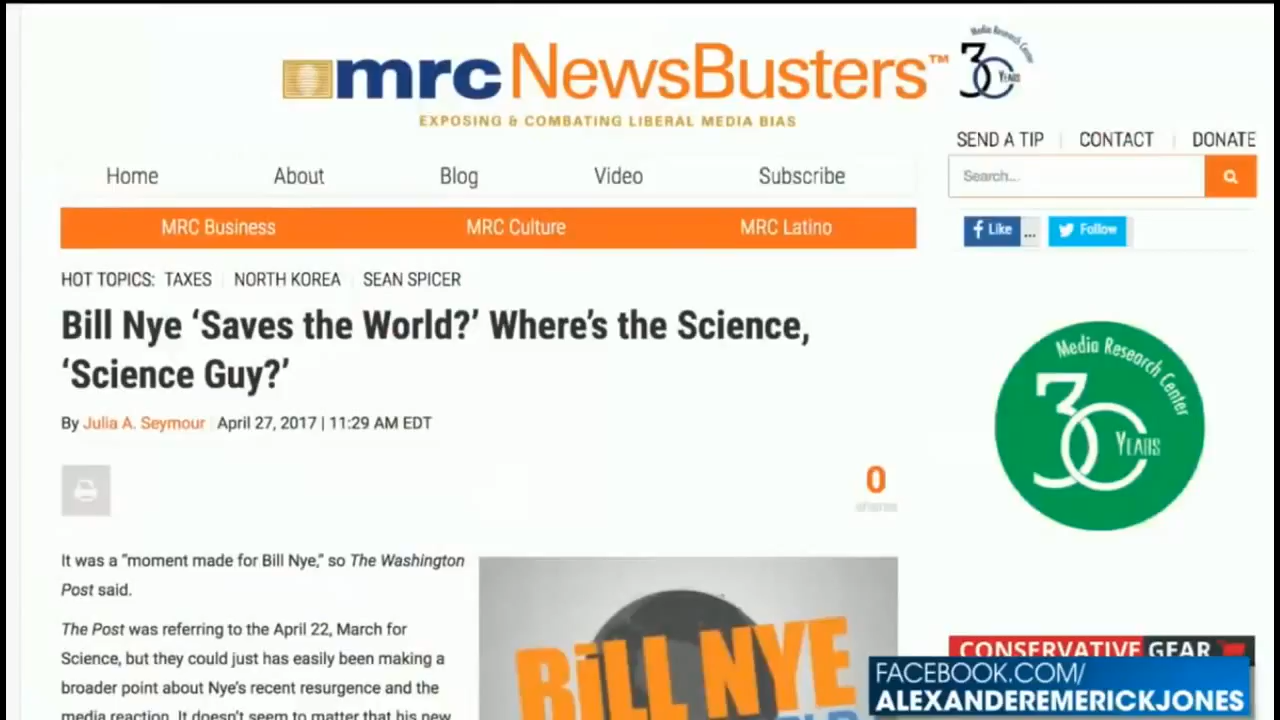 mrc NewsBusters™
EXPOSING & COMBATING LIBERAL MEDIA BIAS
Media Research Center
30 YEARS
SEND A TIP CONTACT DONATE
Home About Blog Video Subscribe
Search...
MRC Business MRC Culture MRC Latino
f Like ... Follow
HOT TOPICS: TAXES NORTH KOREA SEAN SPICER
Bill Nye ‘Saves the World?’ Where’s the Science,
‘Science Guy?’
By Julia A. Seymour April 27, 2017 | 11:29 AM EDT
Media Research Center
30 YEARS
0
shares
It was a "moment made for Bill Nye," so The Washington
Post said.
The Post was referring to the April 22, March for
Science, but they could just has easily been making a
broader point about Nye's recent resurgence and the
media reaction. It doesn't seem to matter that his new
BILL NYE
CONSERVATIVE GEAR
FACEBOOK.COM/
ALEXANDEREMERICKJONES